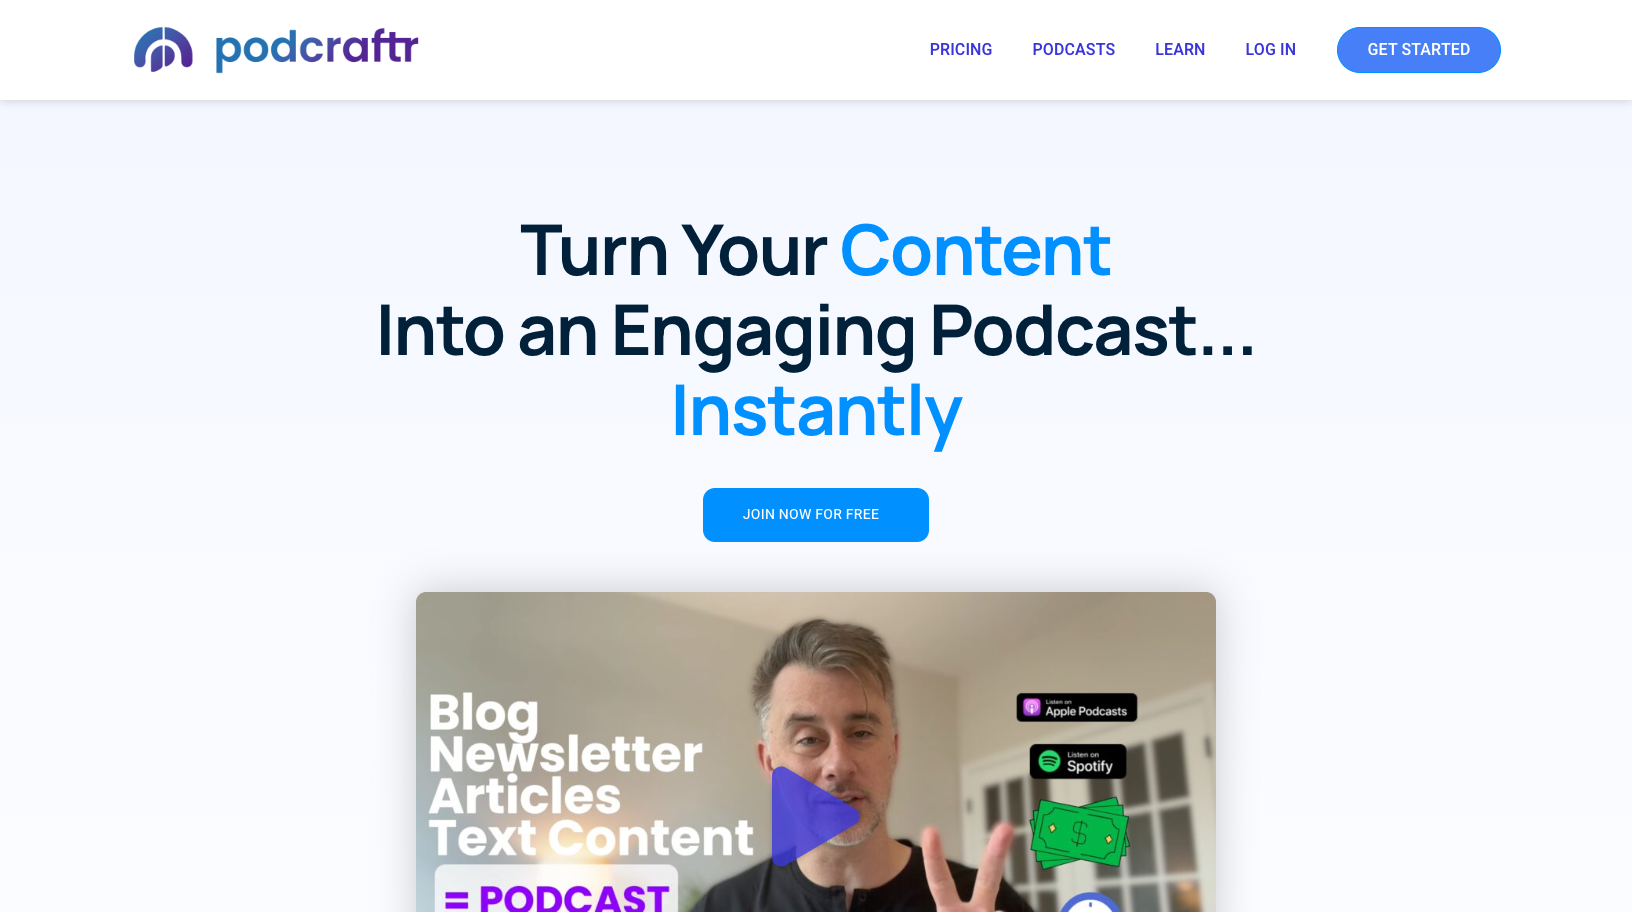 podcraftr
PRICING
PODCASTS
LEARN
LOG IN
GET STARTED
Turn Your Content
Into an Engaging Podcast...
Instantly
JOIN NOW FOR FREE
Blog
Newsletter
Articles
Text Content
= PODCAST
Listen on
Apple Podcasts
Listen on
Spotify
$